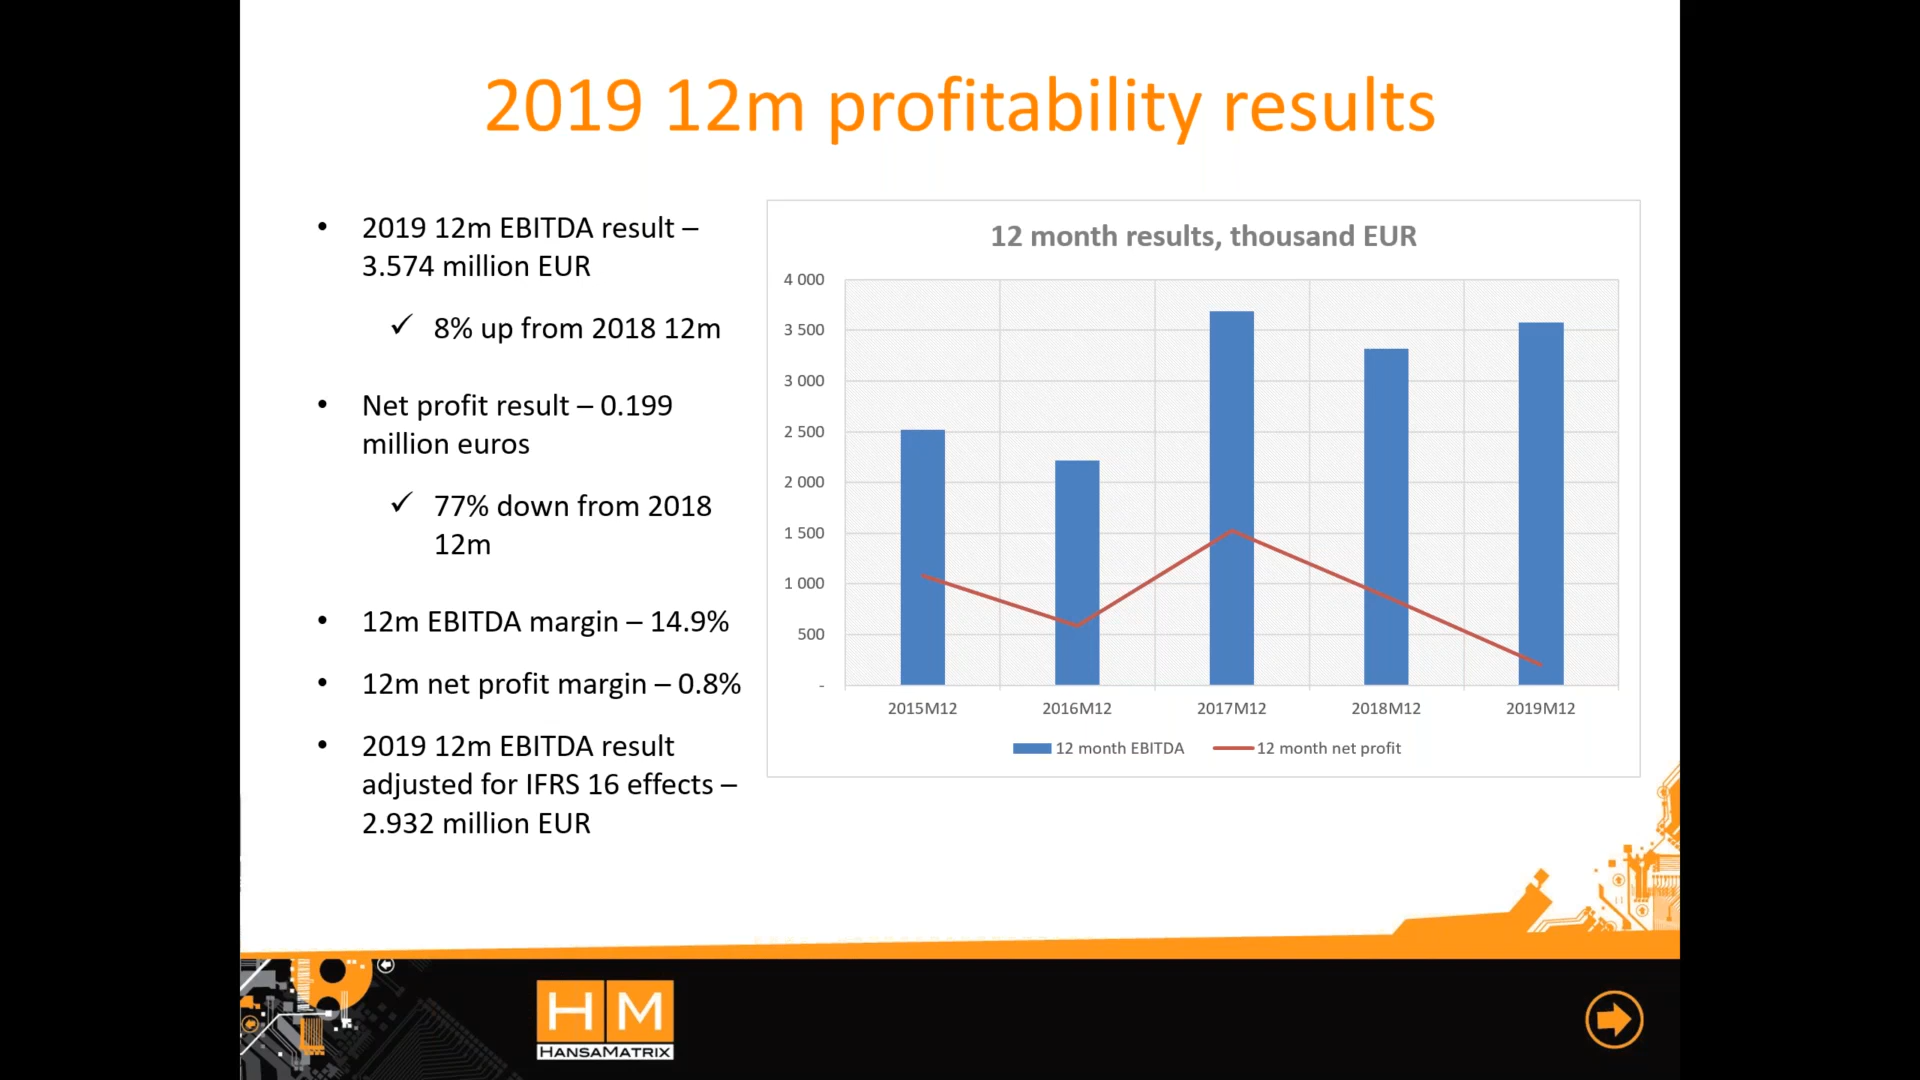 2019 12m profitability results
• 2019 12m EBITDA result –
3.574 million EUR
✓ 8% up from 2018 12m
• Net profit result – 0.199
million euros
✓ 77% down from 2018
12m
• 12m EBITDA margin – 14.9%
• 12m net profit margin – 0.8%
• 2019 12m EBITDA result
adjusted for IFRS 16 effects –
2.932 million EUR
12 month results, thousand EUR
4 000
3 500
3 000
2 500
2 000
1 500
1 000
500
-
2015M12 2016M12 2017M12 2018M12 2019M12
12 month EBITDA 12 month net profit
HM
HANSAMATRIX